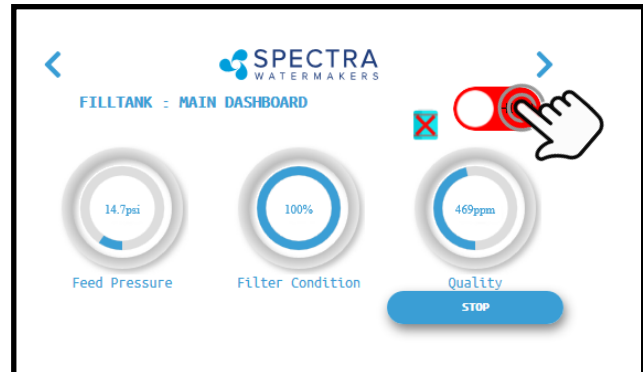 SPECTRA
WATERMAKERS
FILLTANK : MAIN DASHBOARD
14.7psi
100%
469ppm
Feed Pressure
Filter Condition
Quality
STOP